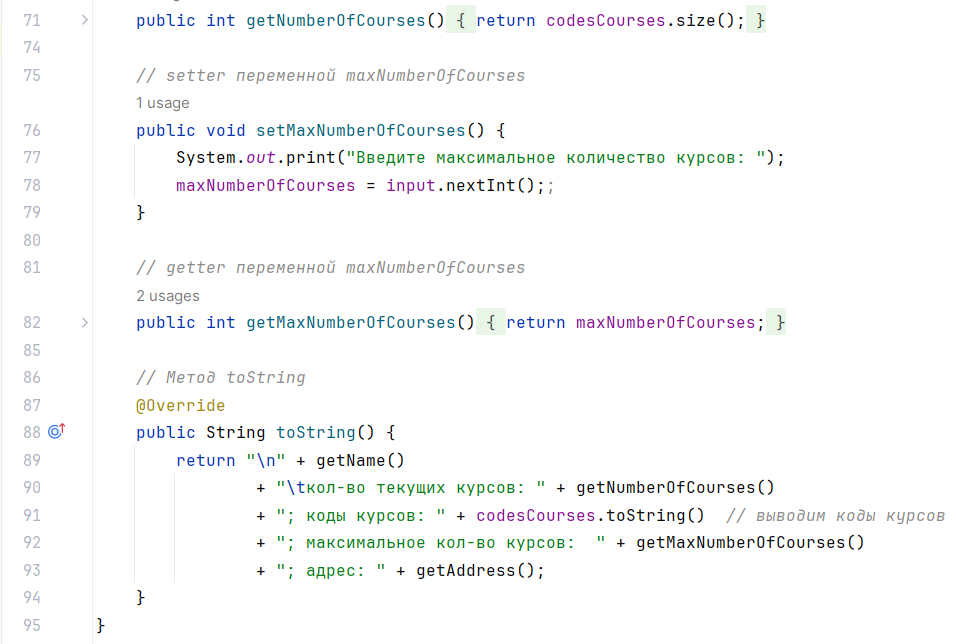 71 public int getNumberOfCourses() { return codesCourses.size(); }
74
75 // setter переменной maxNumberOfCourses
1 usage
76 public void setMaxNumberOfCourses() {
77 System.out.print("Введите максимальное количество курсов: ");
78 maxNumberOfCourses = input.nextInt();;
79 }
80
81 // getter переменной maxNumberOfCourses
2 usages
82 public int getMaxNumberOfCourses() { return maxNumberOfCourses; }
85
86 // Метод toString
87 @Override
88 public String toString() {
89 return "\n" + getName()
90 + "\tкол-во текущих курсов: " + getNumberOfCourses()
91 + "; коды курсов: " + codesCourses.toString() // выводим коды курсов
92 + "; максимальное кол-во курсов:  " + getMaxNumberOfCourses()
93 + "; адрес: " + getAddress();
94 }
95 }